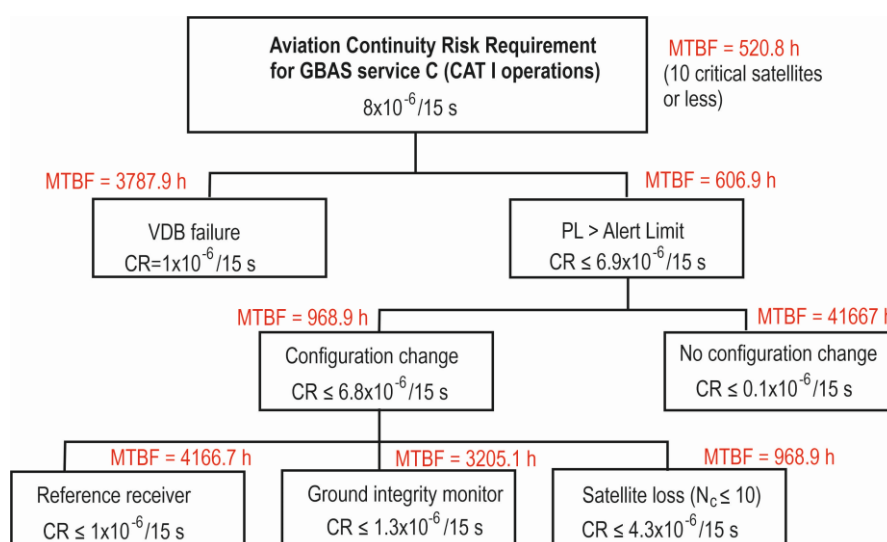 Aviation Continuity Risk Requirement
for GBAS service C (CAT I operations)
8x10⁻⁶/15 s
MTBF = 520.8 h
(10 critical satellites
or less)
MTBF = 3787.9 h
VDB failure
CR=1x10⁻⁶/15 s
MTBF = 606.9 h
PL > Alert Limit
CR ≤ 6.9x10⁻⁶/15 s
MTBF = 968.9 h
Configuration change
CR ≤ 6.8x10⁻⁶/15 s
MTBF = 41667 h
No configuration change
CR ≤ 0.1x10⁻⁶/15 s
MTBF = 4166.7 h
Reference receiver
CR ≤ 1x10⁻⁶/15 s
MTBF = 3205.1 h
Ground integrity monitor
CR ≤ 1.3x10⁻⁶/15 s
MTBF = 968.9 h
Satellite loss (N_c ≤ 10)
CR ≤ 4.3x10⁻⁶/15 s